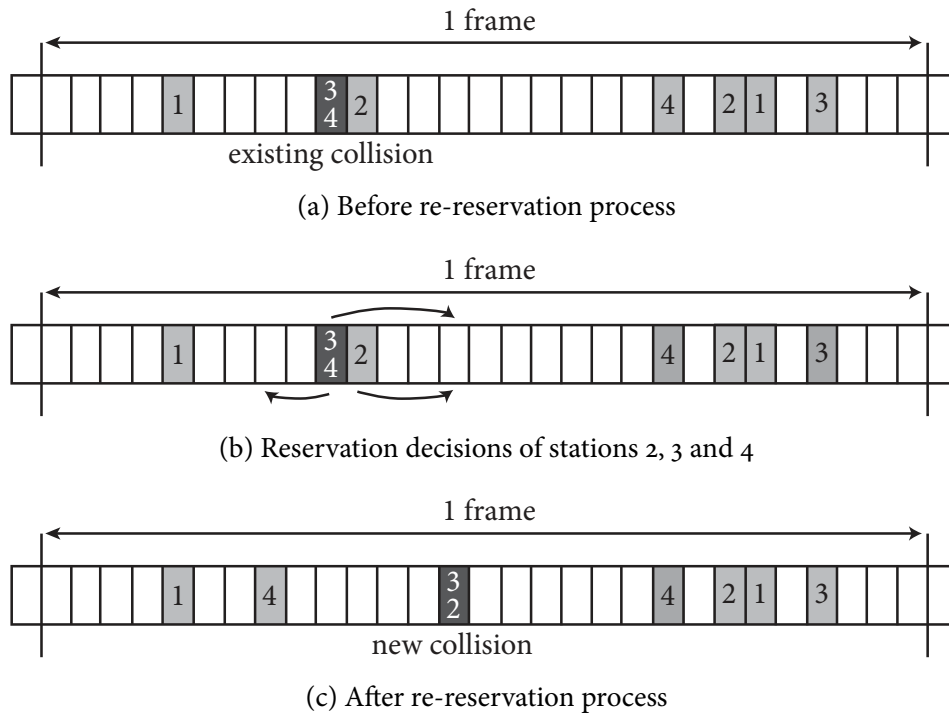 1 frame
1 3 2 4 2 1 3
4
existing collision
(a) Before re-reservation process
1 frame
1 3 2 4 2 1 3
4
(b) Reservation decisions of stations 2, 3 and 4
1 frame
1 4 3 4 2 1 3
2
new collision
(c) After re-reservation process